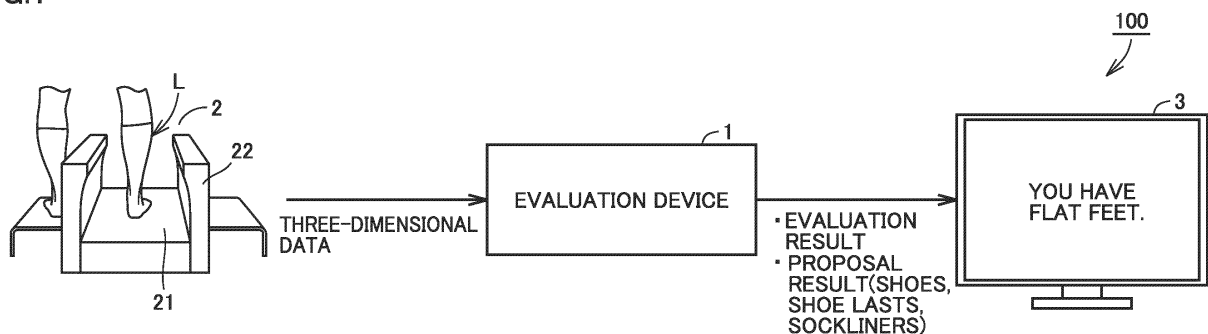 100
L
2
22
21
THREE-DIMENSIONAL
DATA
1
EVALUATION DEVICE
・EVALUATION
RESULT
・PROPOSAL
RESULT(SHOES,
SHOE LASTS,
SOCKLINERS)
3
YOU HAVE
FLAT FEET.